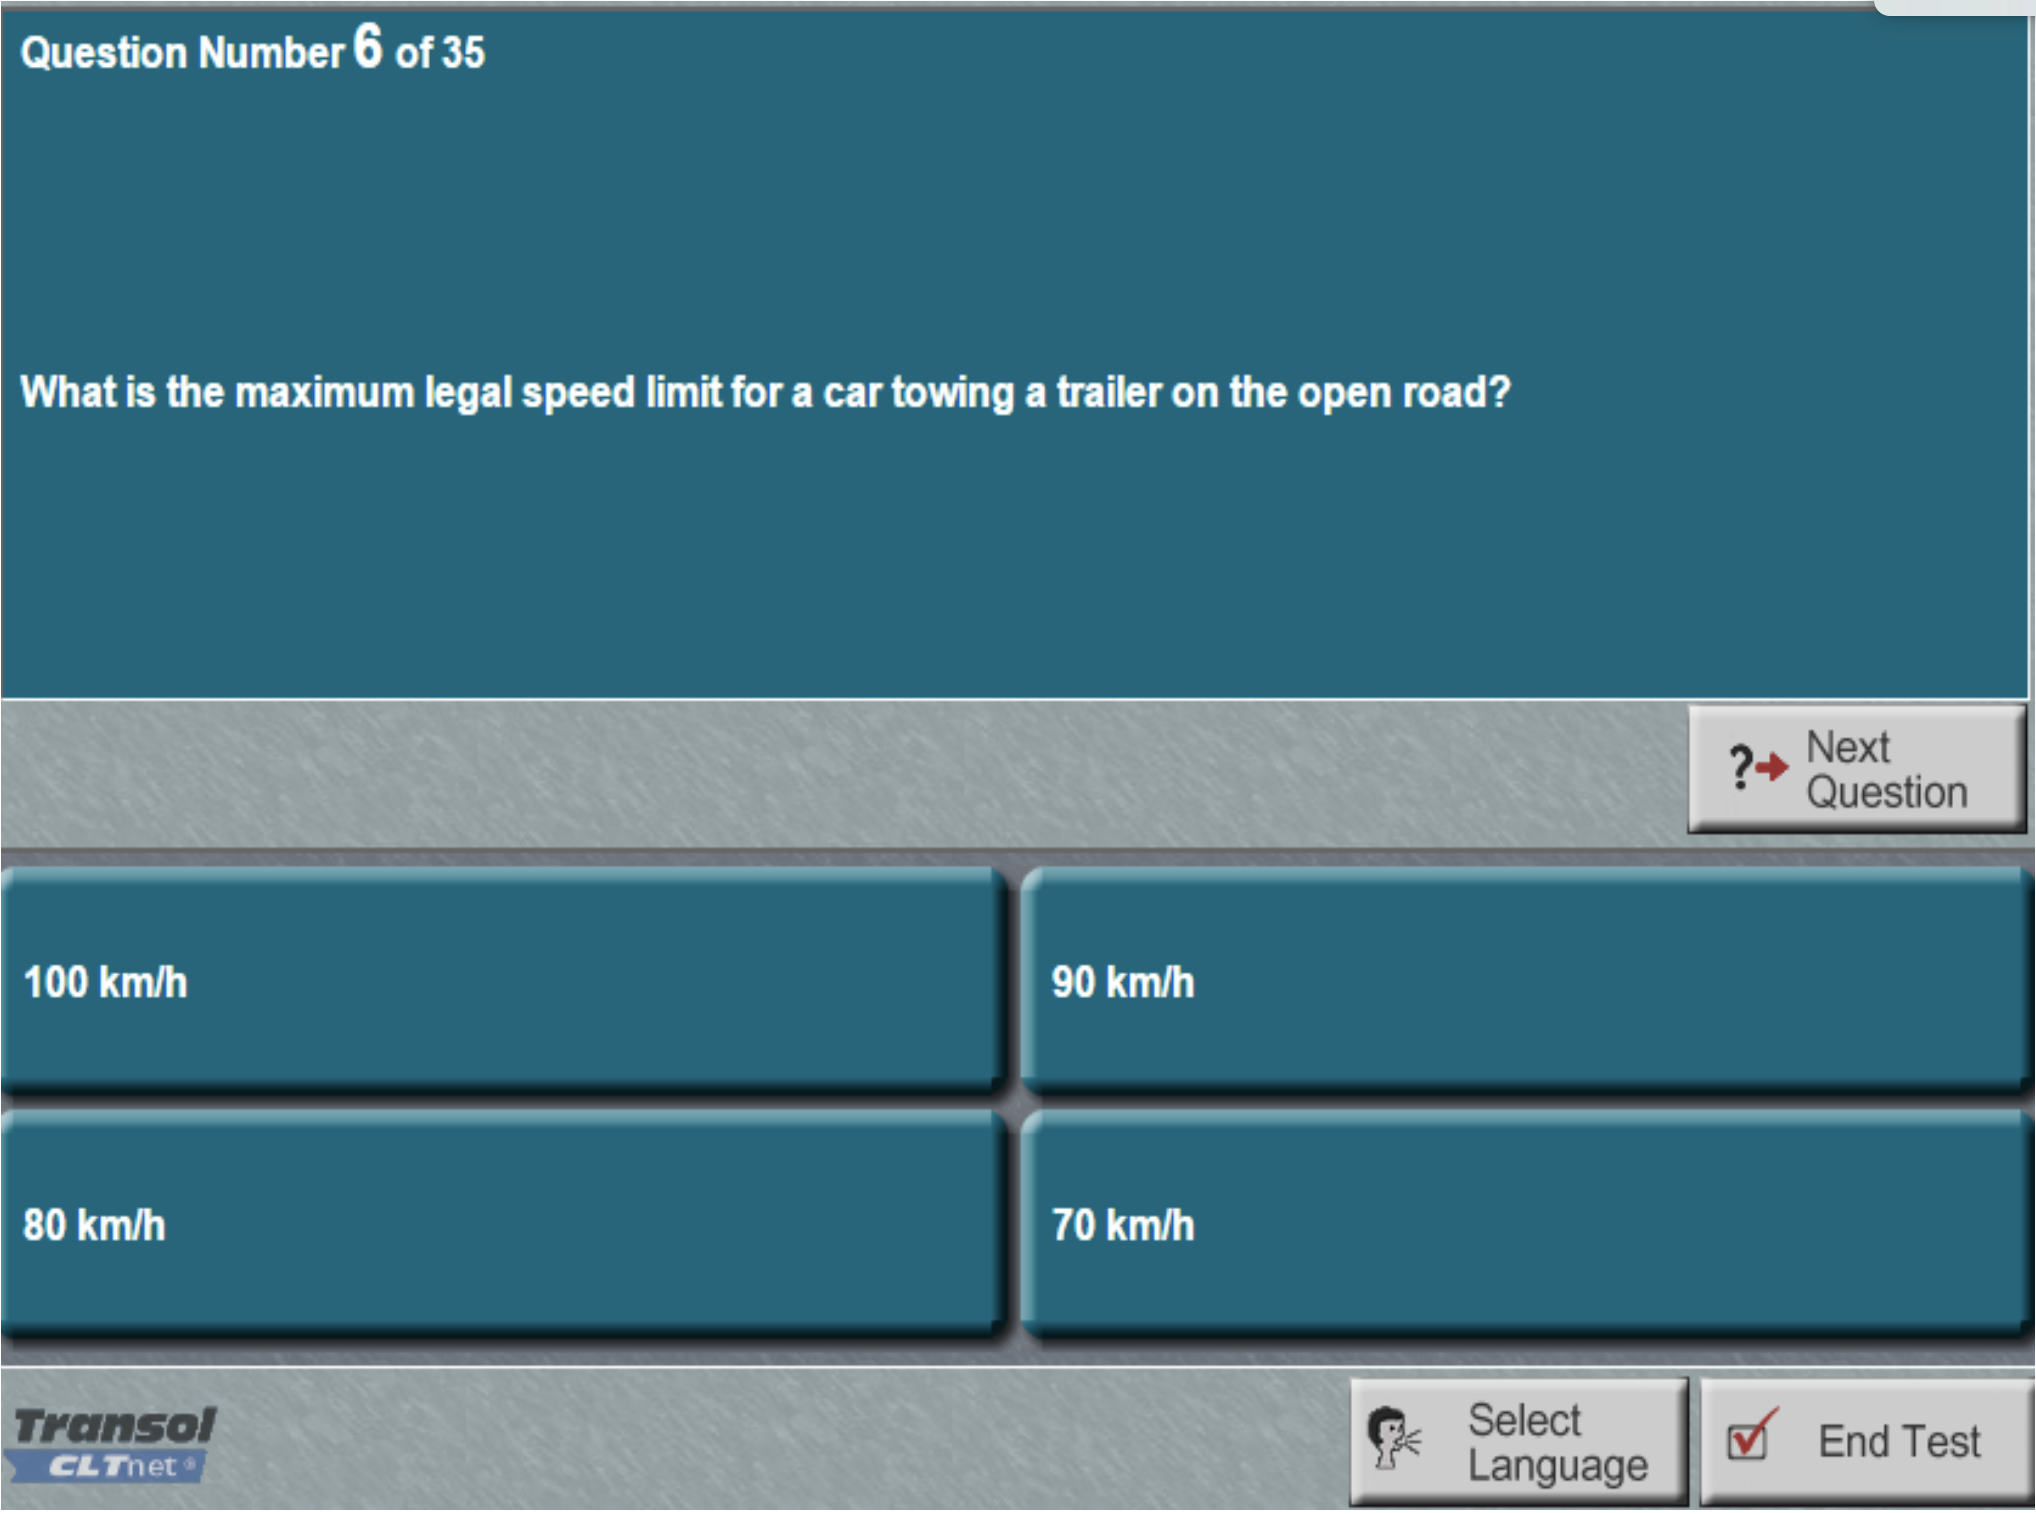 Question Number 6 of 35
What is the maximum legal speed limit for a car towing a trailer on the open road?
?
Next
Question
100 km/h
90 km/h
80 km/h
70 km/h
Transol
CLTnet ®
Select
Language
End Test